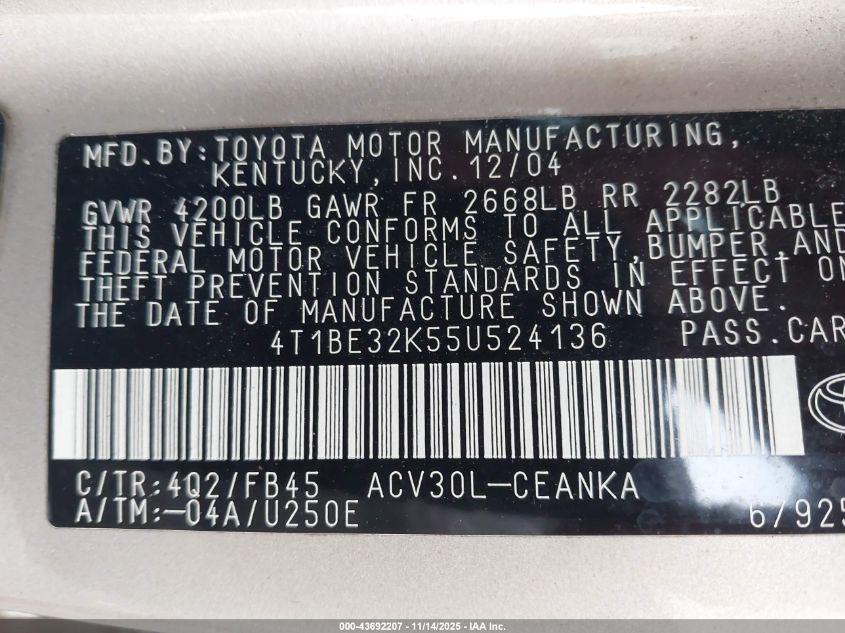 MFD.BY:TOYOTA MOTOR MANUFACTURING,
KENTUCKY,INC.12/04
GVWR 4200LB GAWR FR 2668LB RR 2282LB
THIS VEHICLE CONFORMS TO ALL APPLICABLE
FEDERAL MOTOR VEHICLE SAFETY,BUMPER,AND
THEFT PREVENTION STANDARDS IN EFFECT ON
THE DATE OF MANUFACTURE SHOWN ABOVE.
4T1BE32K55U524136 PASS.CAR
C/TR:4Q2/FB45 ACV30L-CEANKA
A/TM:-04A/U250E 67925
000-43692207 - 11/14/2025 - IAA Inc.